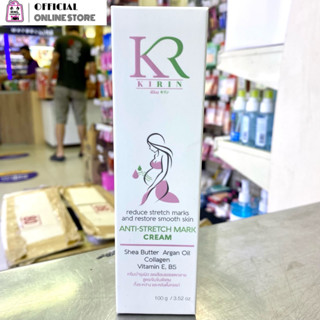 OFFICIAL
ONLINE STORE
KR
KIRIN
reduce stretch marks
and restore smooth skin
ANTI-STRETCH MARK
CREAM
Shea Butter Argan Oil
Collagen
Vitamin E, B5
100 g / 3.52 oz.